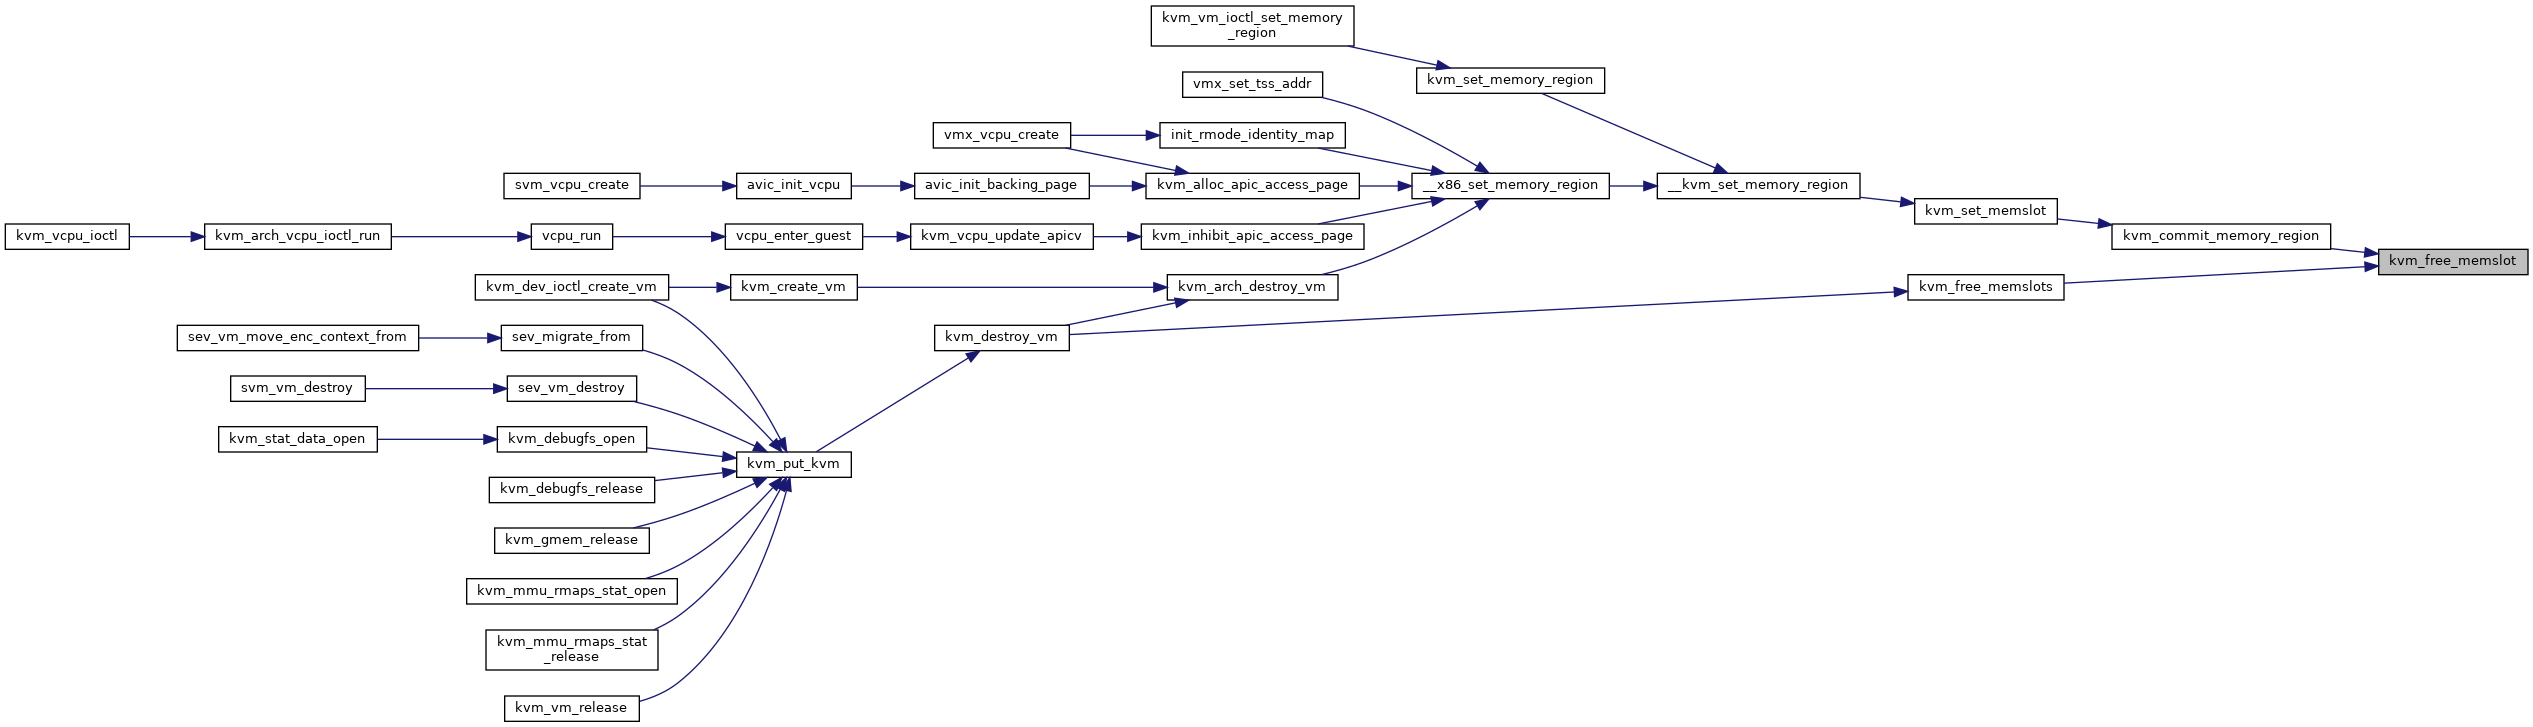 kvm_vm_ioctl_set_memory
_region
kvm_set_memory_region
vmx_set_tss_addr
vmx_vcpu_create
init_rmode_identity_map
svm_vcpu_create
avic_init_vcpu
avic_init_backing_page
kvm_alloc_apic_access_page
__x86_set_memory_region
__kvm_set_memory_region
kvm_set_memslot
kvm_vcpu_ioctl
kvm_arch_vcpu_ioctl_run
vcpu_run
vcpu_enter_guest
kvm_vcpu_update_apicv
kvm_inhibit_apic_access_page
kvm_commit_memory_region
kvm_free_memslot
kvm_dev_ioctl_create_vm
kvm_create_vm
kvm_arch_destroy_vm
kvm_free_memslots
sev_vm_move_enc_context_from
sev_migrate_from
kvm_destroy_vm
svm_vm_destroy
sev_vm_destroy
kvm_stat_data_open
kvm_debugfs_open
kvm_put_kvm
kvm_debugfs_release
kvm_gmem_release
kvm_mmu_rmaps_stat_open
kvm_mmu_rmaps_stat
_release
kvm_vm_release